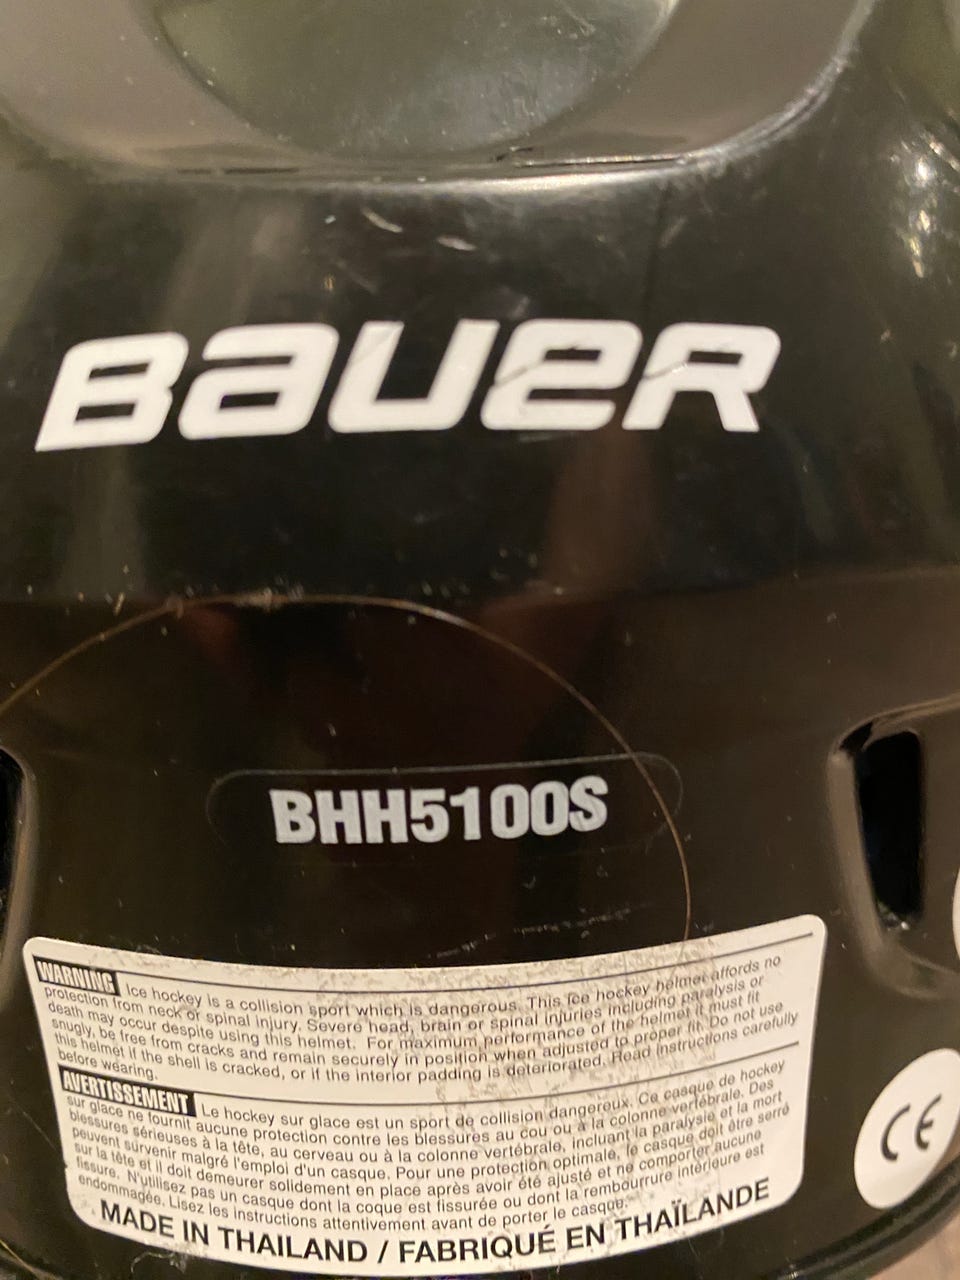 BAUER
BHH5100S
WARNING Ice hockey is a collision sport which is dangerous. This ice hockey helmet affords no
protection from neck or spinal injury. Severe head, brain or spinal injuries including paralysis or
death may occur despite using this helmet. For maximum performance of the helmet it must fit
snugly, be free from cracks and remain securely in position when adjusted to proper fit. Do not use
this helmet if the shell is cracked, or if the interior padding is deteriorated. Read instructions carefully
before wearing.
AVERTISSEMENT Le hockey sur glace est un sport de collision dangereux. Ce casque de hockey
sur glace ne fournit aucune protection contre les blessures au cou ou à la colonne vertébrale. Des
blessures sérieuses à la tête, au cerveau ou à la colonne vertébrale, incluant la paralysie et la mort
peuvent survenir malgré l'emploi d'un casque. Pour une protection optimale, le casque doit être serré
sur la tête et il doit demeurer solidement en place après avoir été ajusté et ne comporter aucune
fissure. N'utilisez pas un casque dont la coque est fissurée ou dont la rembourrure intérieure est
endommagée. Lisez les instructions attentivement avant de porter le casque.
MADE IN THAILAND / FABRIQUÉ EN THAÏLANDE
CE